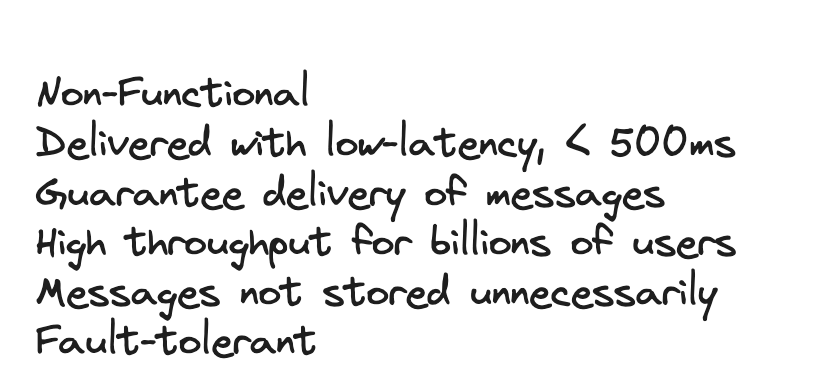 Non-Functional
Delivered with low-latency, < 500ms
Guarantee delivery of messages
High throughput for billions of users
Messages not stored unnecessarily
Fault-tolerant